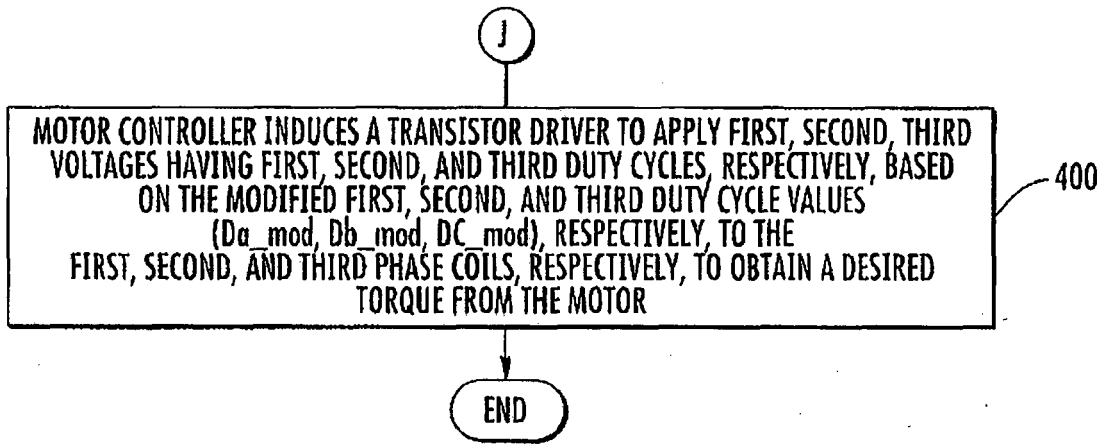 J
MOTOR CONTROLLER INDUCES A TRANSISTOR DRIVER TO APPLY FIRST, SECOND, THIRD
VOLTAGES HAVING FIRST, SECOND, AND THIRD DUTY CYCLES, RESPECTIVELY, BASED
ON THE MODIFIED FIRST, SECOND, AND THIRD DUTY CYCLE VALUES
(Da_mod, Db_mod, DC_mod), RESPECTIVELY, TO THE
FIRST, SECOND, AND THIRD PHASE COILS, RESPECTIVELY, TO OBTAIN A DESIRED
TORQUE FROM THE MOTOR
400
END